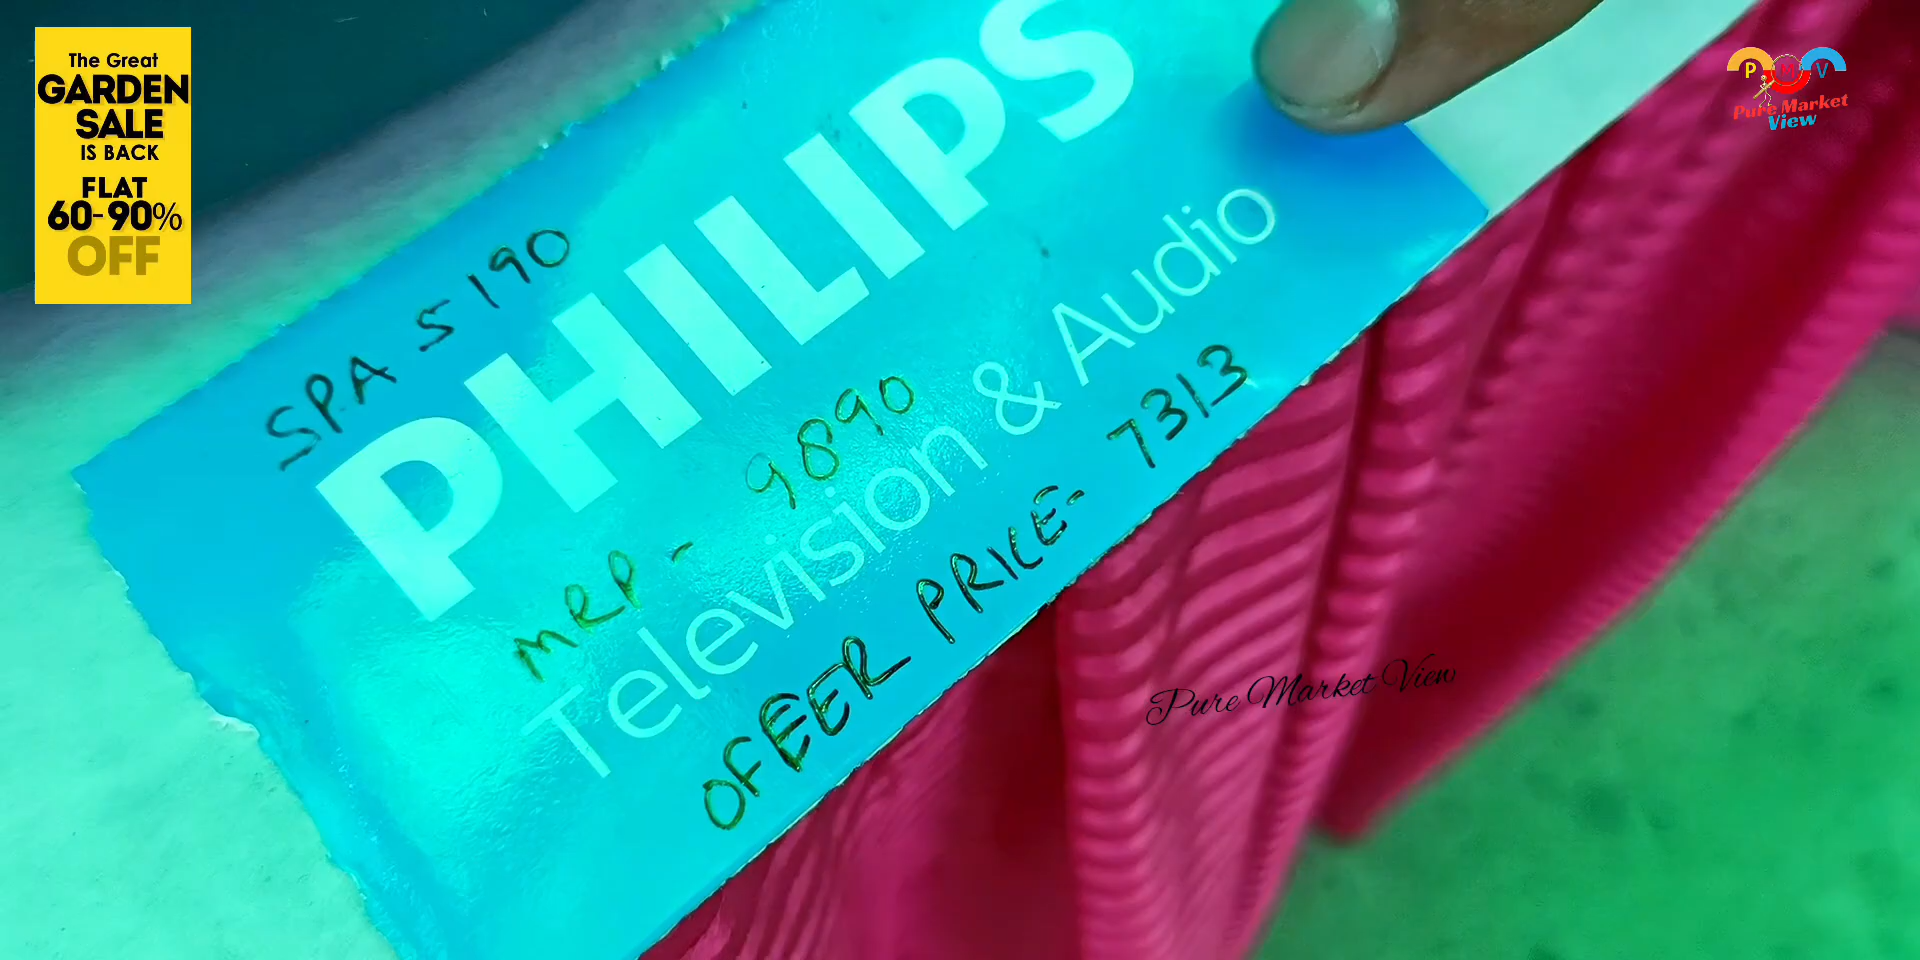 The Great
GARDEN
SALE
IS BACK
FLAT
60-90%
OFF
P M V
Pure Market
View
SPA 5190
PHILIPS
MRP - 9890
Television & Audio
OFEER PRICE- 7313
Pure Market View